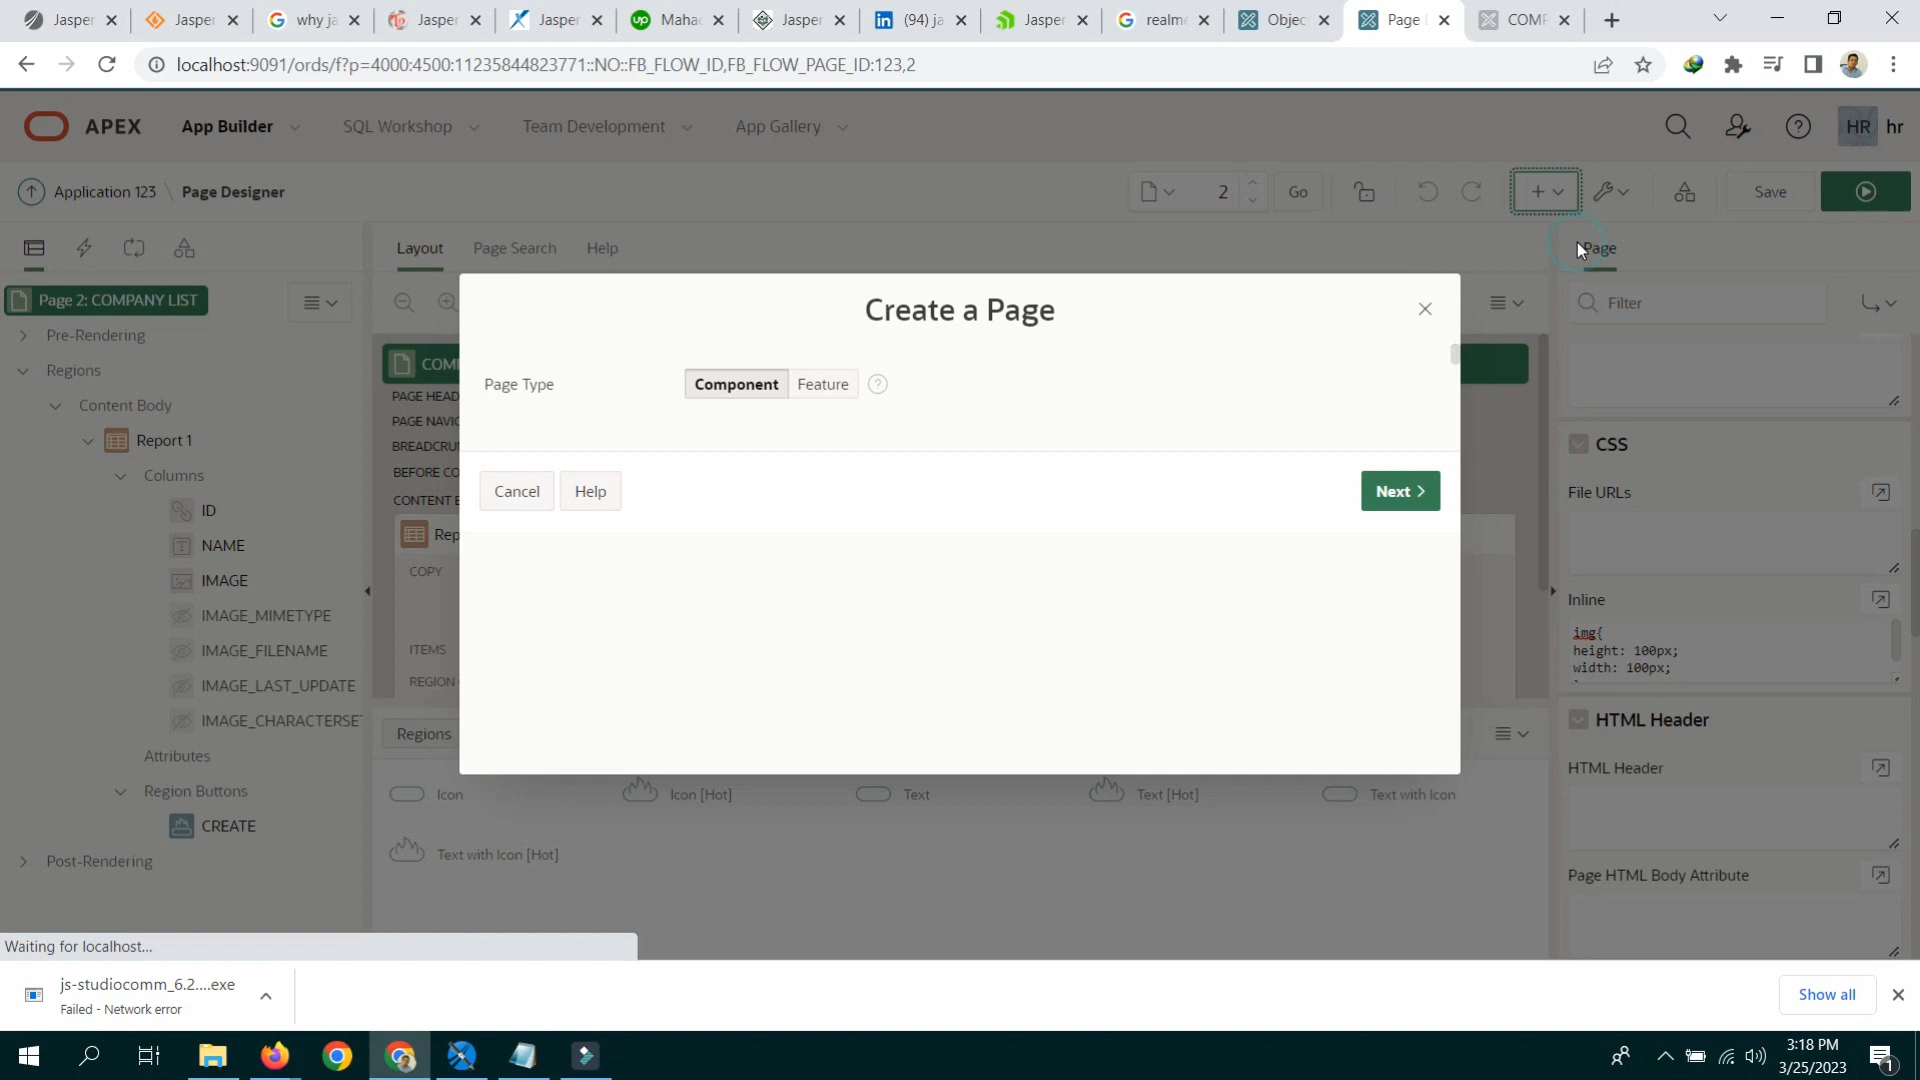 Jasper
Jasper
why ja
Jasper
Jasper
Mahac
Jasper
(94) ja
Jasper
realme
Objec
Page
COMP
localhost:9091/ords/f?p=4000:4500:11235844823771::NO::FB_FLOW_ID,FB_FLOW_PAGE_ID:123,2
APEX
App Builder
SQL Workshop
Team Development
App Gallery
HR hr
Application 123 \ Page Designer
2
Go
Save
Layout
Page Search
Help
Page
Page 2: COMPANY LIST
Filter
Create a Page
Pre-Rendering
Regions
Content Body
Report 1
Columns
ID
NAME
IMAGE
IMAGE_MIMETYPE
IMAGE_FILENAME
IMAGE_LAST_UPDATE
IMAGE_CHARACTERSE
Attributes
Region Buttons
CREATE
Post-Rendering
COM
PAGE HEAD
PAGE NAVIG
BREADCRU
BEFORE CO
CONTENT B
Rep
COPY
ITEMS
REGION
Page Type
Component
Feature
Cancel
Help
Next >
Regions
Icon
Icon [Hot]
Text
Text [Hot]
Text with Icon
Text with Icon [Hot]
CSS
File URLs
Inline
img{
height: 100px;
width: 100px;
HTML Header
HTML Header
Page HTML Body Attribute
Waiting for localhost...
js-studiocomm_6.2....exe
Failed - Network error
Show all
3:18 PM
3/25/2023
1